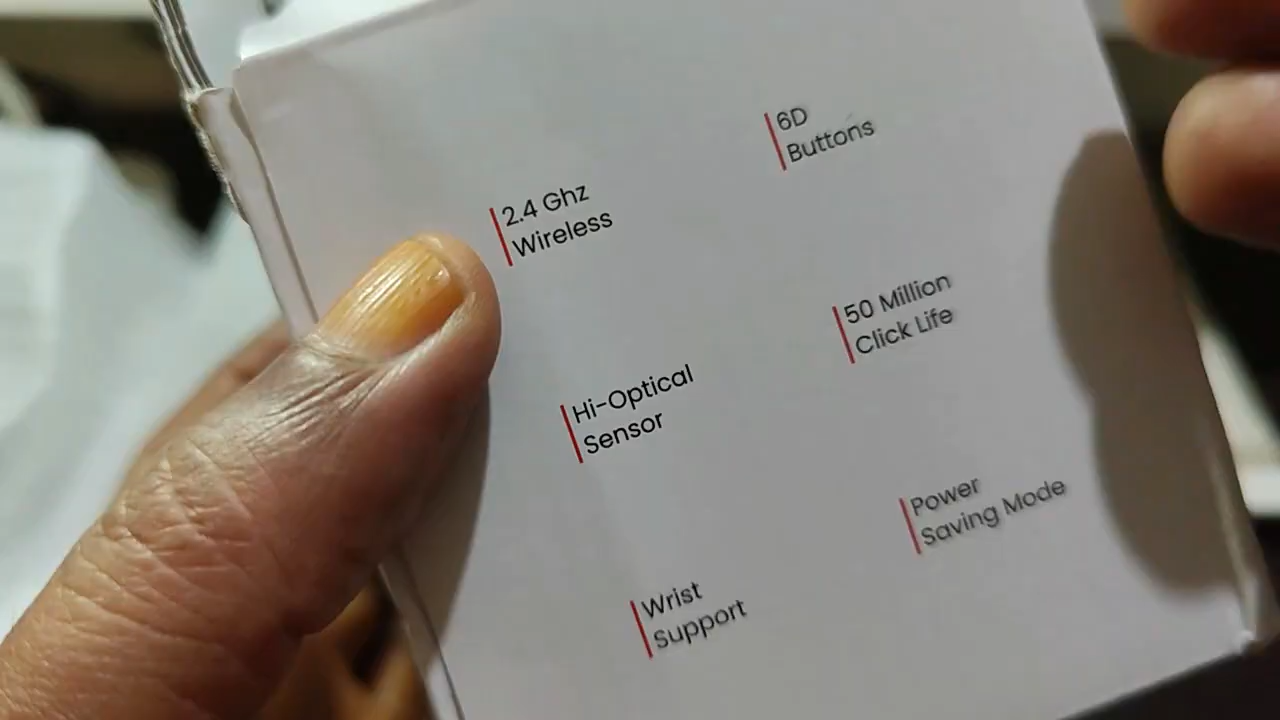 2.4 Ghz
Wireless
6D
Buttons
Hi-Optical
Sensor
50 Million
Click Life
Wrist
Support
Power
Saving Mode